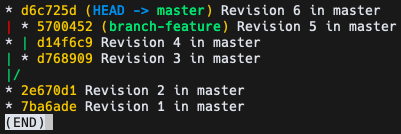 * d6c725d (HEAD -> master) Revision 6 in master
| * 5700452 (branch-feature) Revision 5 in master
* | d14f6c9 Revision 4 in master
| * d768909 Revision 3 in master
|/
* 2e670d1 Revision 2 in master
* 7ba6ade Revision 1 in master
(END)